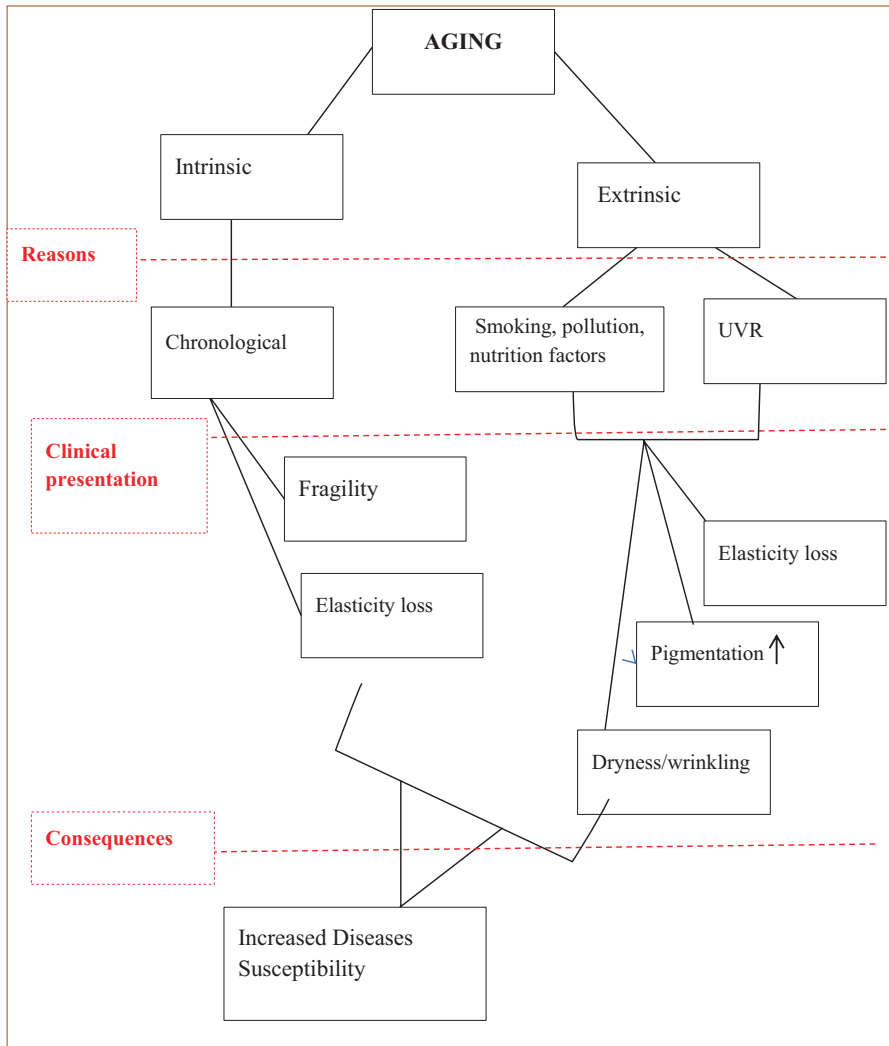 AGING
Intrinsic
Extrinsic
Reasons
Chronological
Smoking, pollution,
nutrition factors
UVR
Clinical
presentation
Fragility
Elasticity loss
Elasticity loss
Pigmentation ↑
Dryness/wrinkling
Consequences
Increased Diseases
Susceptibility